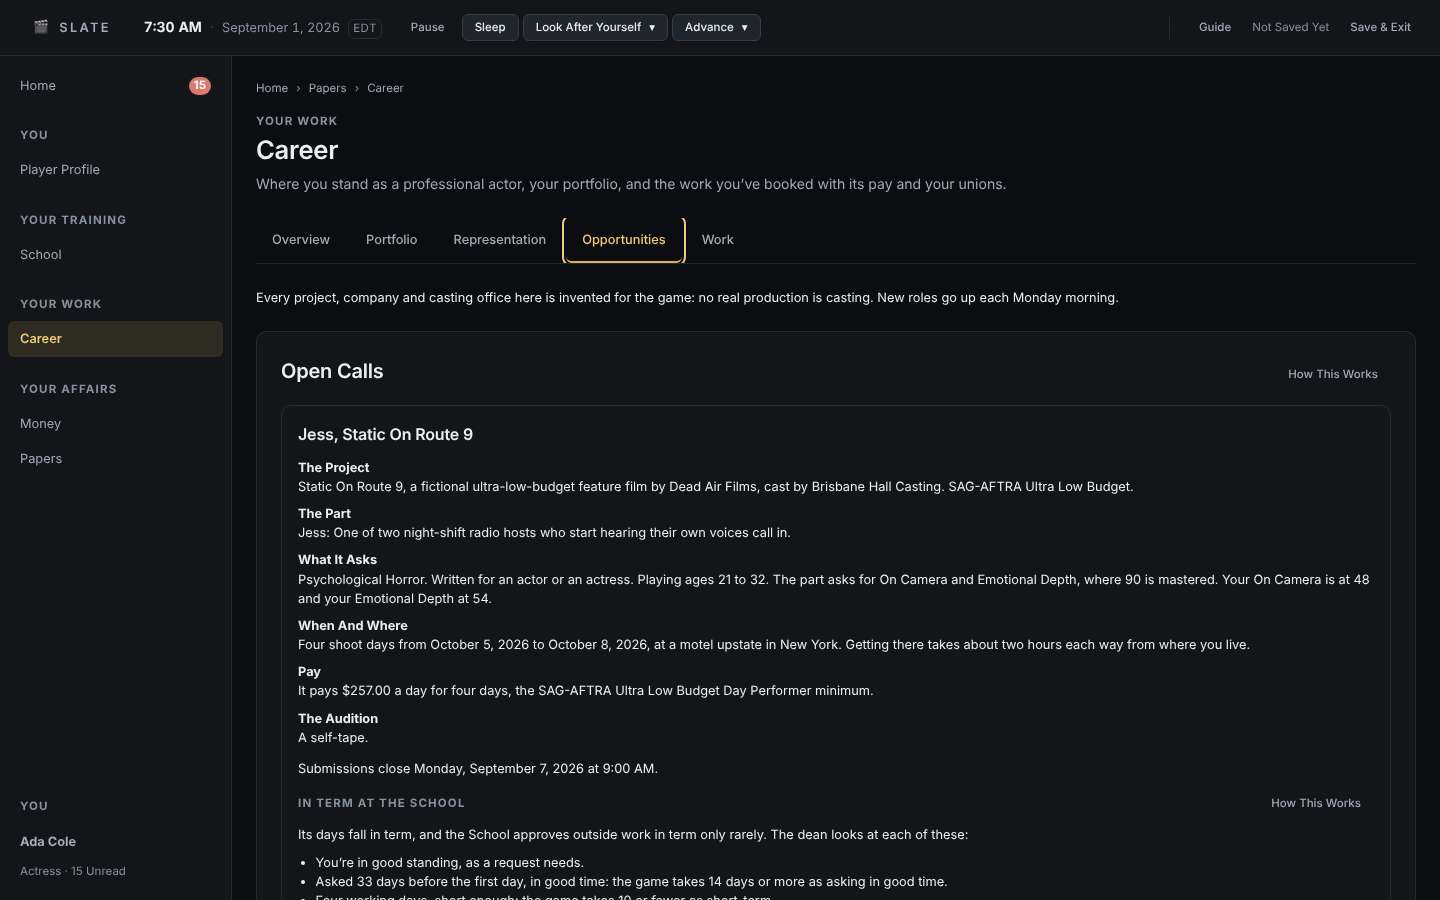 SLATE
7:30 AM · September 1, 2026 EDT
Pause
Sleep
Look After Yourself ▾
Advance ▾
Guide
Not Saved Yet
Save & Exit
Home
15
YOU
Player Profile
YOUR TRAINING
School
YOUR WORK
Career
YOUR AFFAIRS
Money
Papers
YOU
Ada Cole
Actress · 15 Unread
Home › Papers › Career
YOUR WORK
Career
Where you stand as a professional actor, your portfolio, and the work you've booked with its pay and your unions.
Overview
Portfolio
Representation
Opportunities
Work
Every project, company and casting office here is invented for the game: no real production is casting. New roles go up each Monday morning.
Open Calls
How This Works
Jess, Static On Route 9
The Project
Static On Route 9, a fictional ultra-low-budget feature film by Dead Air Films, cast by Brisbane Hall Casting. SAG-AFTRA Ultra Low Budget.
The Part
Jess: One of two night-shift radio hosts who start hearing their own voices call in.
What It Asks
Psychological Horror. Written for an actor or an actress. Playing ages 21 to 32. The part asks for On Camera and Emotional Depth, where 90 is mastered. Your On Camera is at 48
and your Emotional Depth at 54.
When And Where
Four shoot days from October 5, 2026 to October 8, 2026, at a motel upstate in New York. Getting there takes about two hours each way from where you live.
Pay
It pays $257.00 a day for four days, the SAG-AFTRA Ultra Low Budget Day Performer minimum.
The Audition
A self-tape.
Submissions close Monday, September 7, 2026 at 9:00 AM.
IN TERM AT THE SCHOOL
How This Works
Its days fall in term, and the School approves outside work in term only rarely. The dean looks at each of these:
• You're in good standing, as a request needs.
• Asked 33 days before the first day, in good time: the game takes 14 days or more as asking in good time.
• Four working days, short enough: the game takes 10 or fewer as short-term.